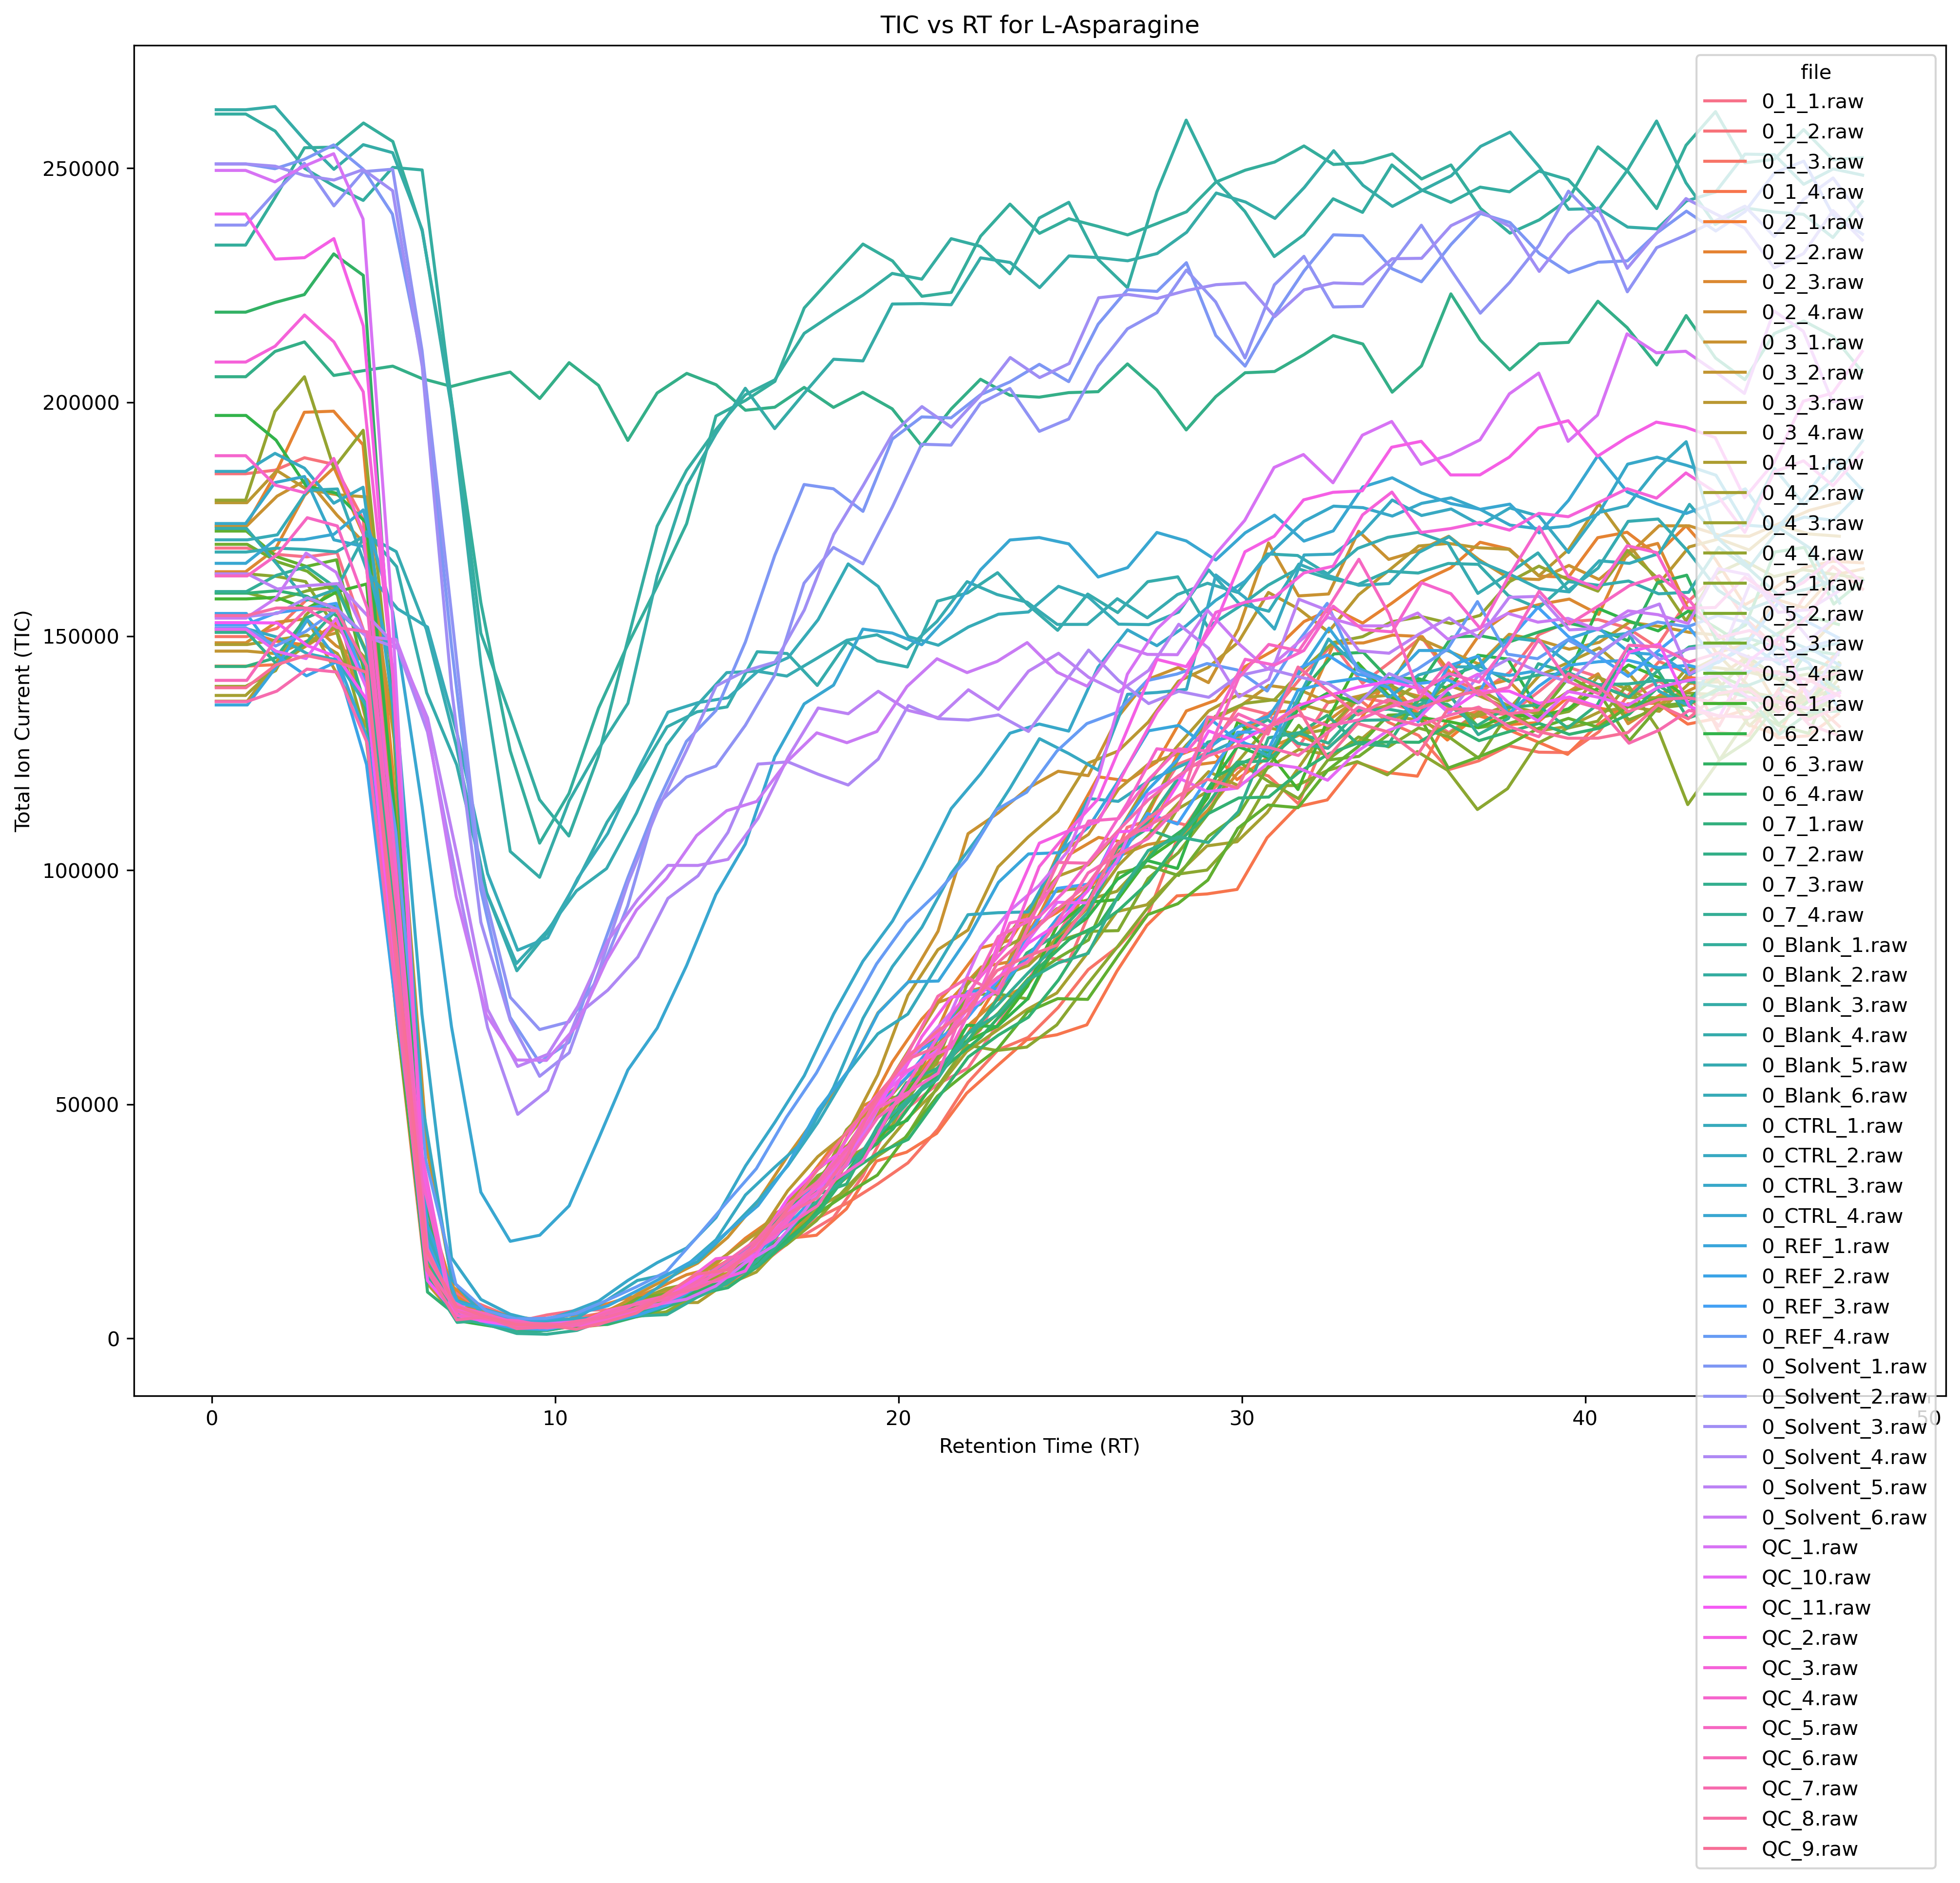 TIC vs RT for L-Asparagine
Total Ion Current (TIC)
250000
200000
150000
100000
50000
0
0
10
20
30
40
50
Retention Time (RT)
file
0_1_1.raw
0_1_2.raw
0_1_3.raw
0_1_4.raw
0_2_1.raw
0_2_2.raw
0_2_3.raw
0_2_4.raw
0_3_1.raw
0_3_2.raw
0_3_3.raw
0_3_4.raw
0_4_1.raw
0_4_2.raw
0_4_3.raw
0_4_4.raw
0_5_1.raw
0_5_2.raw
0_5_3.raw
0_5_4.raw
0_6_1.raw
0_6_2.raw
0_6_3.raw
0_6_4.raw
0_7_1.raw
0_7_2.raw
0_7_3.raw
0_7_4.raw
0_Blank_1.raw
0_Blank_2.raw
0_Blank_3.raw
0_Blank_4.raw
0_Blank_5.raw
0_Blank_6.raw
0_CTRL_1.raw
0_CTRL_2.raw
0_CTRL_3.raw
0_CTRL_4.raw
0_REF_1.raw
0_REF_2.raw
0_REF_3.raw
0_REF_4.raw
0_Solvent_1.raw
0_Solvent_2.raw
0_Solvent_3.raw
0_Solvent_4.raw
0_Solvent_5.raw
0_Solvent_6.raw
QC_1.raw
QC_10.raw
QC_11.raw
QC_2.raw
QC_3.raw
QC_4.raw
QC_5.raw
QC_6.raw
QC_7.raw
QC_8.raw
QC_9.raw